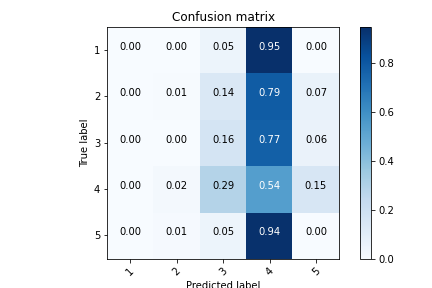 Confusion matrix
1 0.00 0.00 0.05 0.95 0.00
2 0.00 0.01 0.14 0.79 0.07
3 0.00 0.00 0.16 0.77 0.06
4 0.00 0.02 0.29 0.54 0.15
5 0.00 0.01 0.05 0.94 0.00
1 2 3 4 5
True label
Predicted label
0.8
0.6
0.4
0.2
0.0